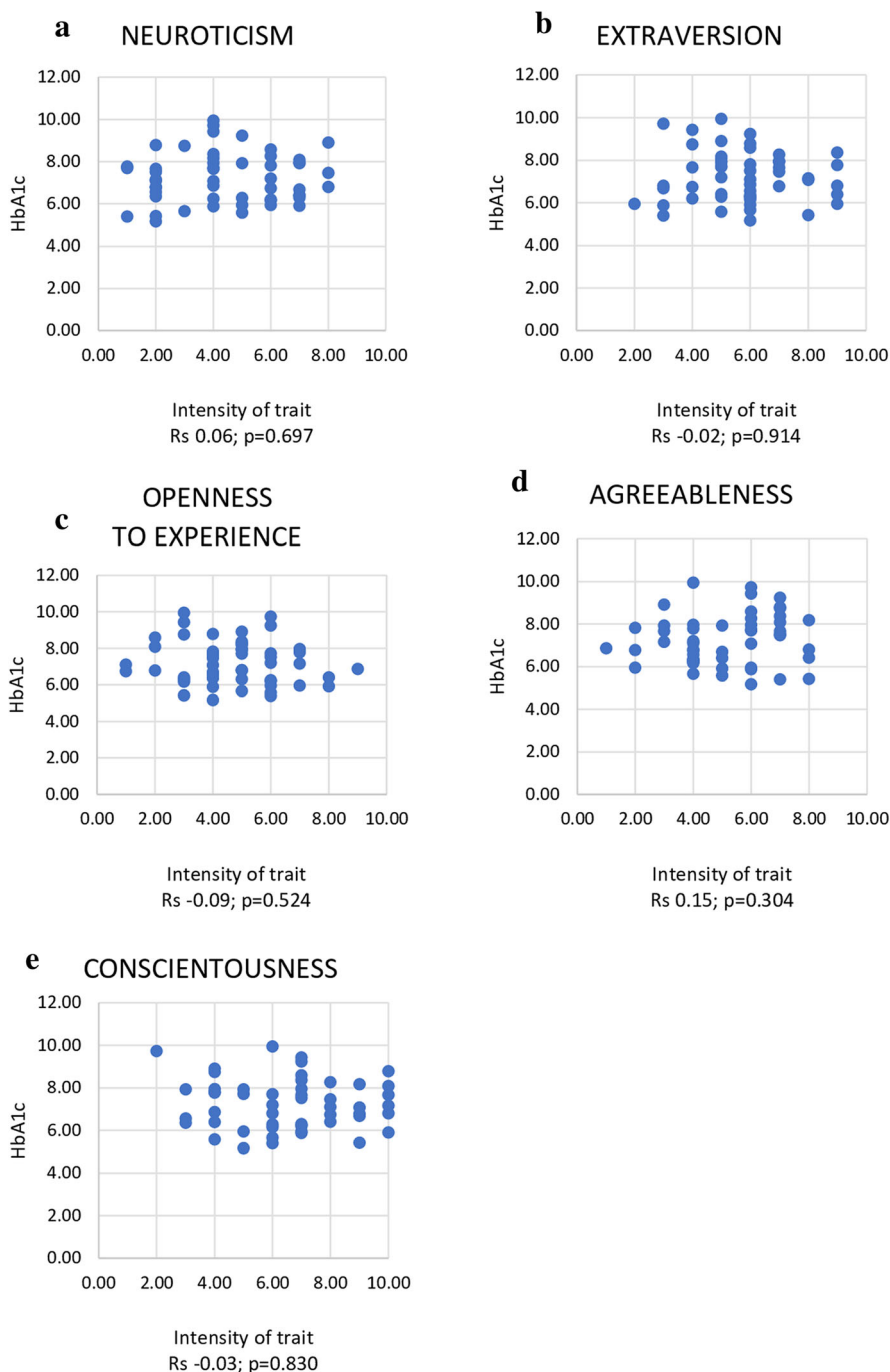 a
NEUROTICISM
12.00
10.00
8.00
6.00
4.00
2.00
0.00
HbA1c
0.00 2.00 4.00 6.00 8.00 10.00
Intensity of trait
Rs 0.06; p=0.697
b
EXTRAVERSION
12.00
10.00
8.00
6.00
4.00
2.00
0.00
HbA1c
0.00 2.00 4.00 6.00 8.00 10.00
Intensity of trait
Rs -0.02; p=0.914
c
OPENNESS
TO EXPERIENCE
12.00
10.00
8.00
6.00
4.00
2.00
0.00
HbA1c
0.00 2.00 4.00 6.00 8.00 10.00
Intensity of trait
Rs -0.09; p=0.524
d
AGREEABLENESS
12.00
10.00
8.00
6.00
4.00
2.00
0.00
HbA1c
0.00 2.00 4.00 6.00 8.00 10.00
Intensity of trait
Rs 0.15; p=0.304
e
CONSCIENTOUSNESS
12.00
10.00
8.00
6.00
4.00
2.00
0.00
HbA1c
0.00 2.00 4.00 6.00 8.00 10.00
Intensity of trait
Rs -0.03; p=0.830